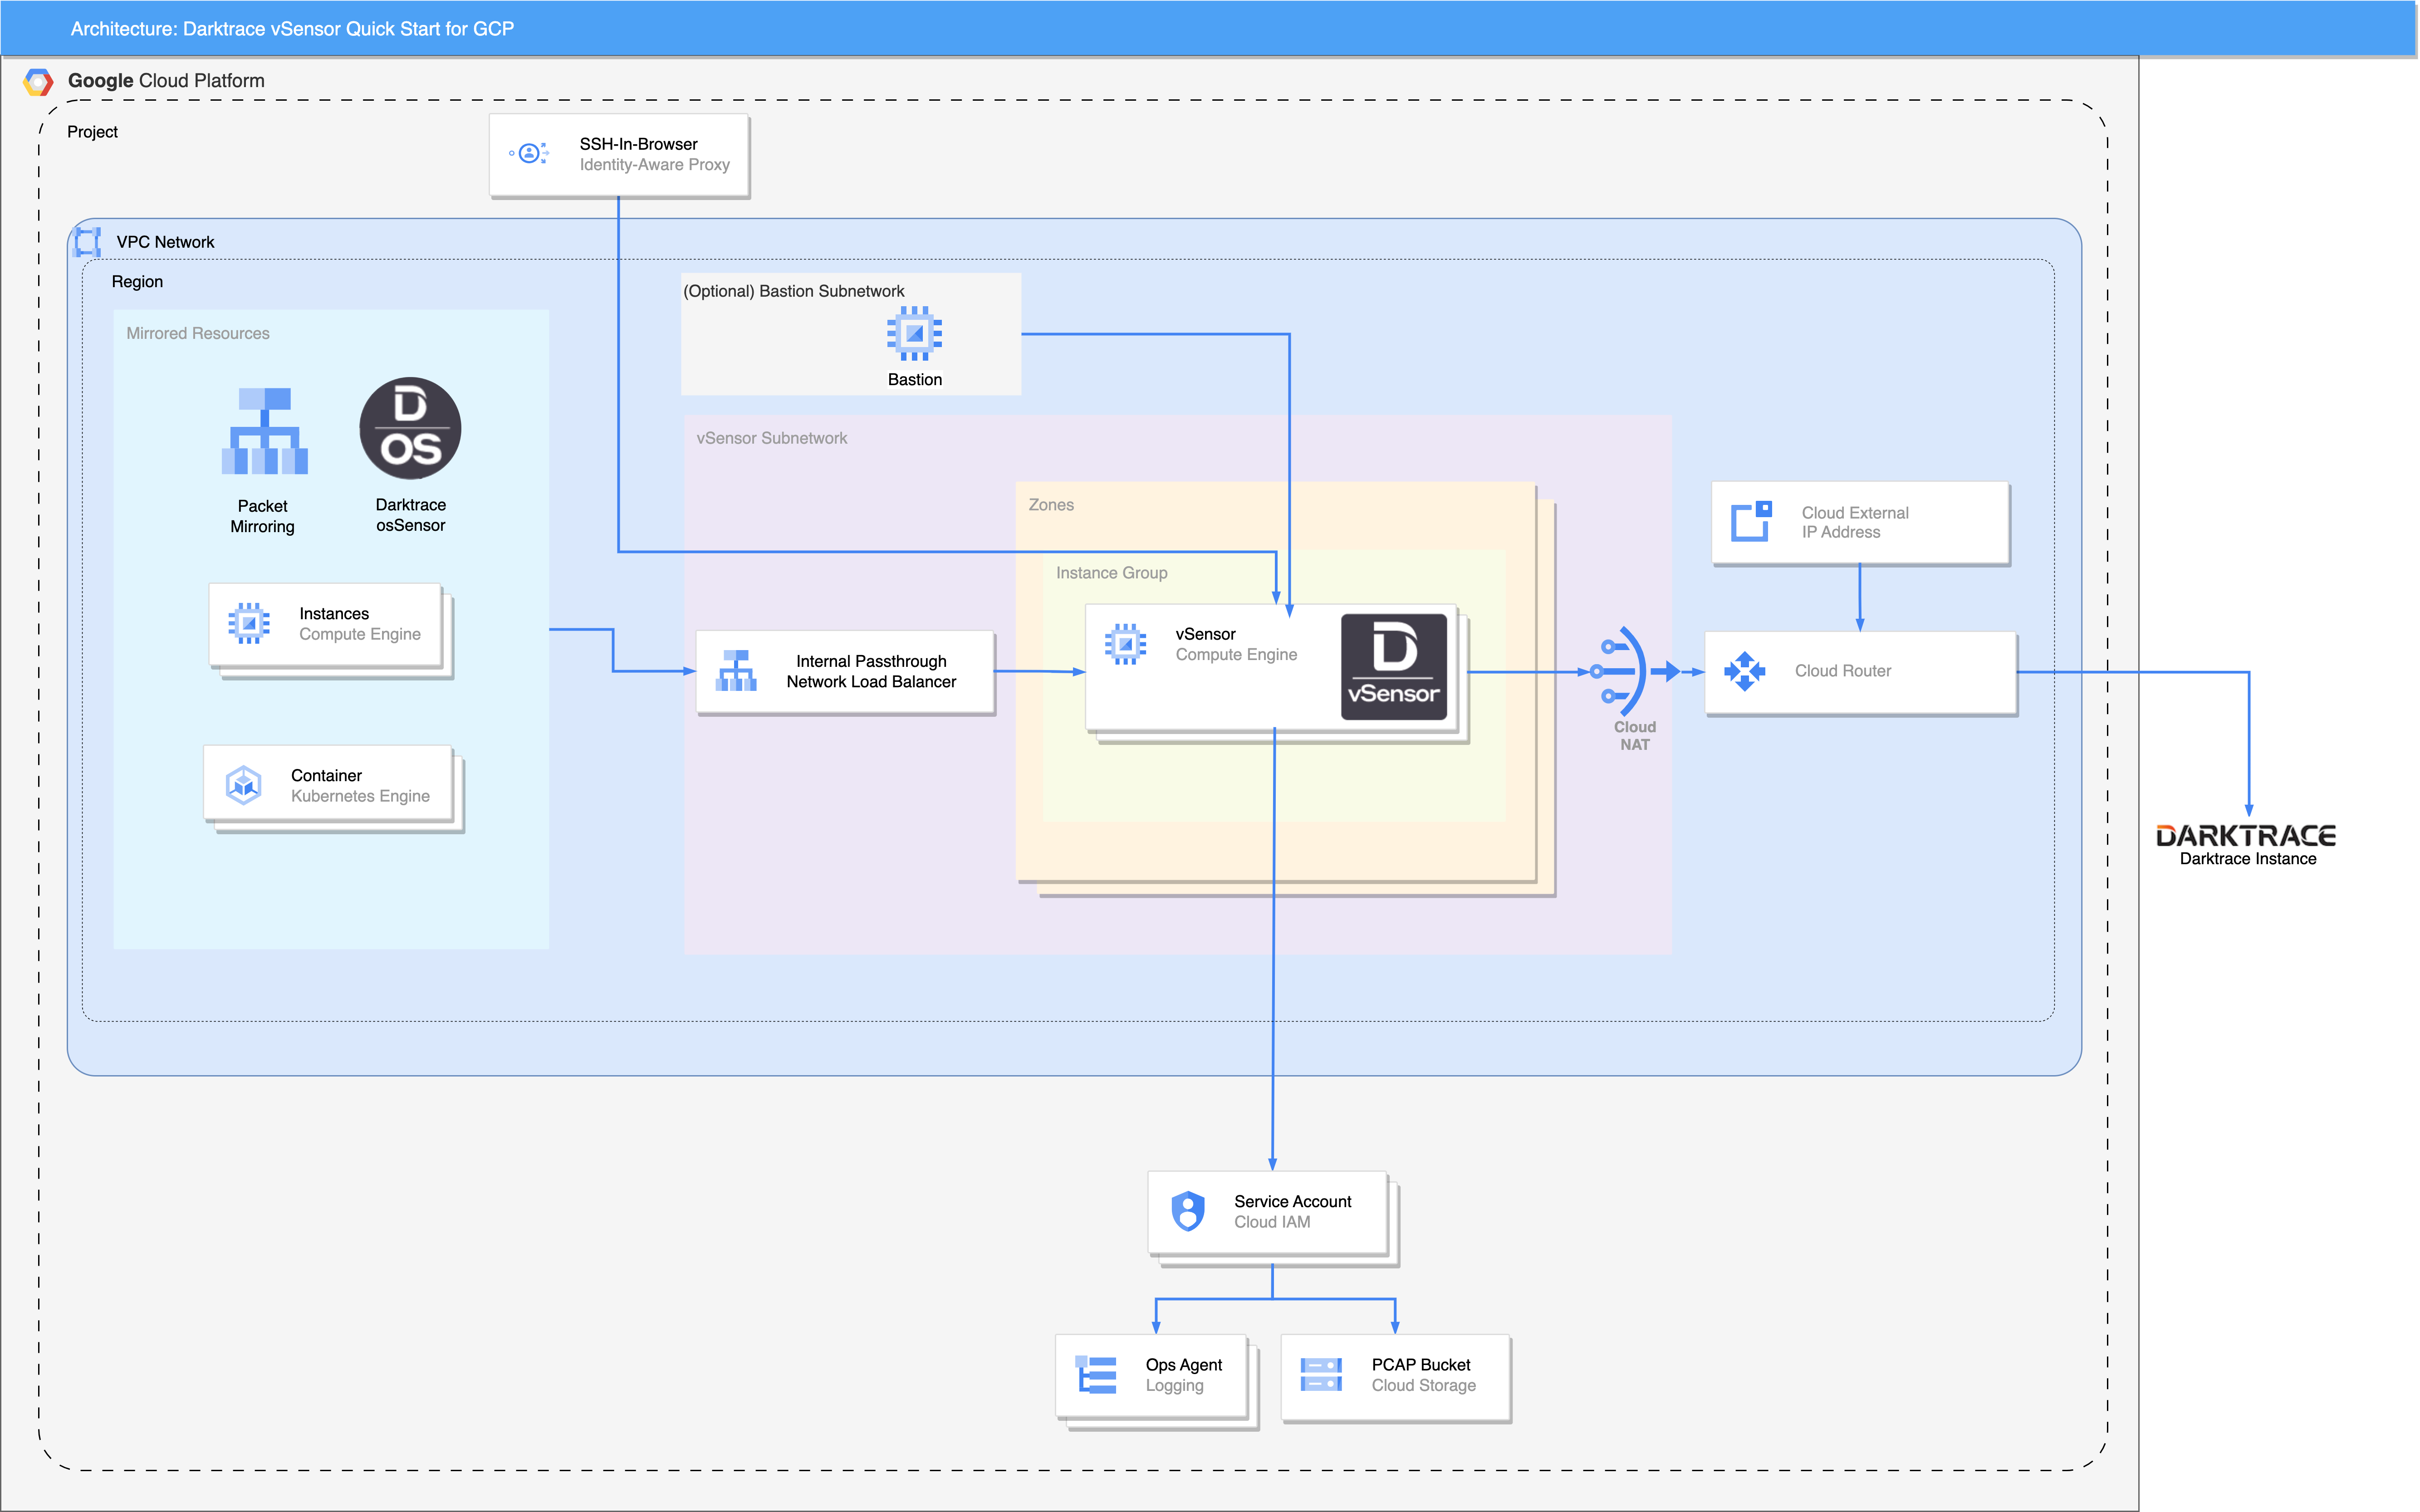 Architecture: Darktrace vSensor Quick Start for GCP
Google Cloud Platform
Project
SSH-In-Browser
Identity-Aware Proxy
VPC Network
Region
Mirrored Resources
D
OS
Packet
Mirroring
Darktrace
osSensor
Instances
Compute Engine
Container
Kubernetes Engine
(Optional) Bastion Subnetwork
Bastion
vSensor Subnetwork
Internal Passthrough
Network Load Balancer
Zones
Instance Group
vSensor
Compute Engine
D
vSensor
Cloud
NAT
Cloud External
IP Address
Cloud Router
DARKTRACE
Darktrace Instance
Service Account
Cloud IAM
Ops Agent
Logging
PCAP Bucket
Cloud Storage